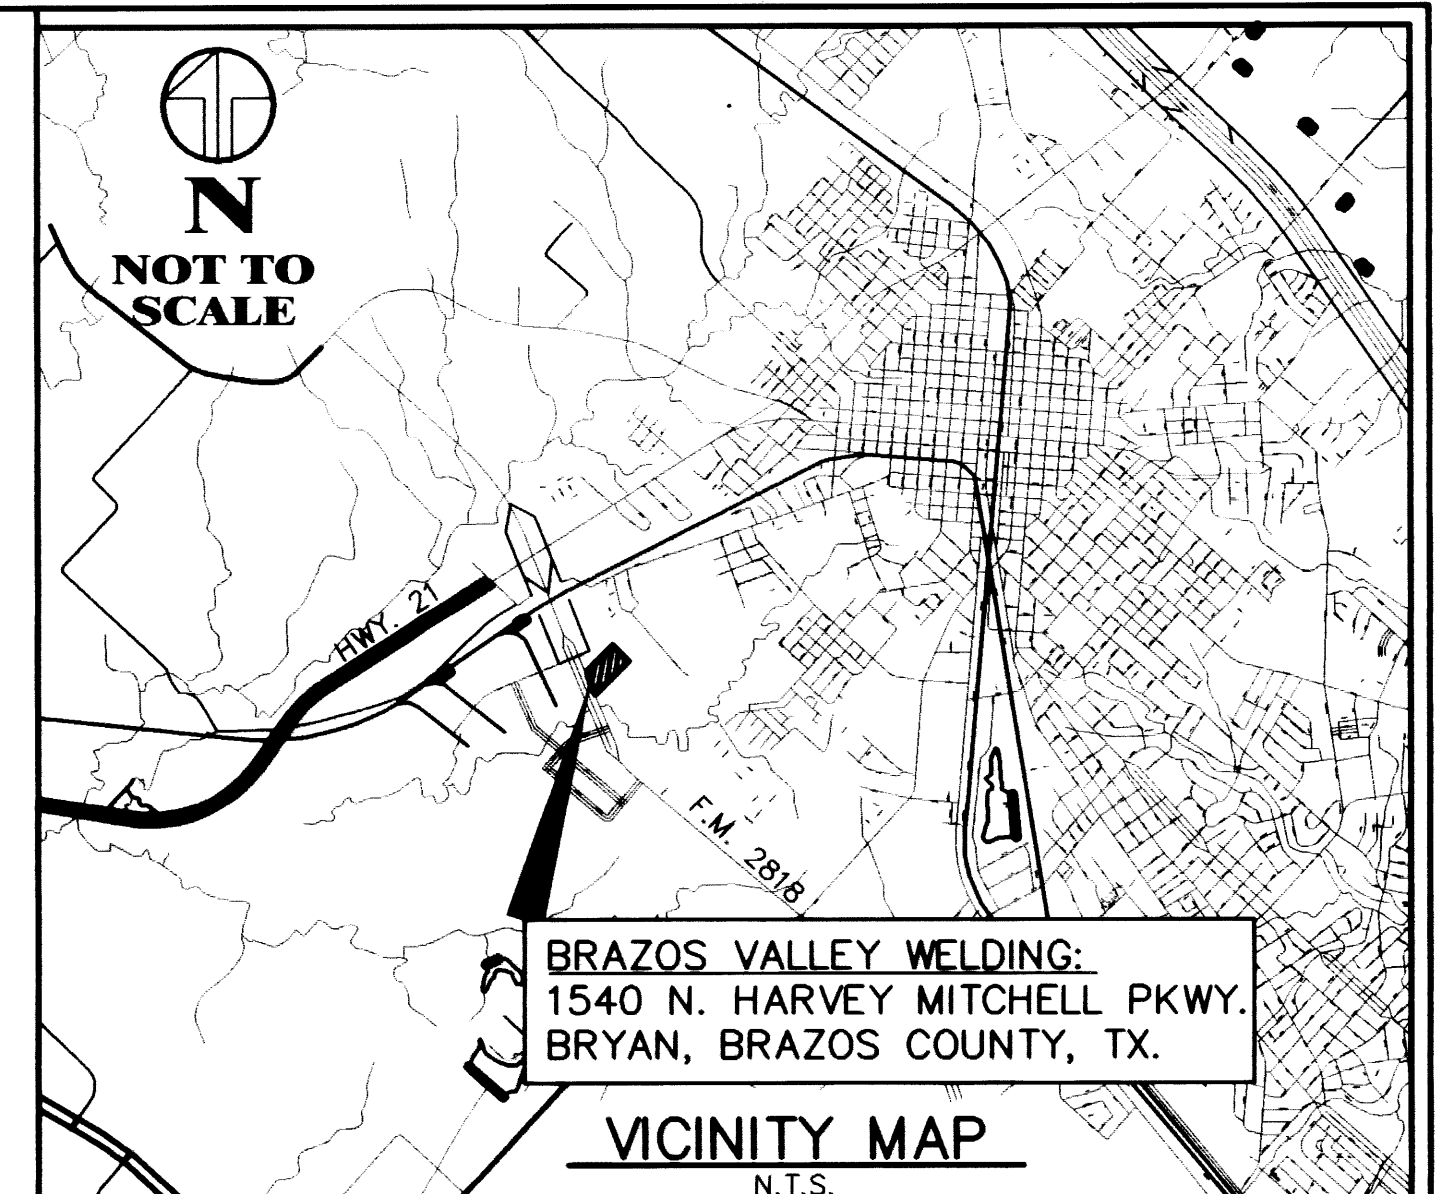 N
NOT TO
SCALE
HWY. 21
F.M. 2818
BRAZOS VALLEY WELDING:
1540 N. HARVEY MITCHELL PKWY.
BRYAN, BRAZOS COUNTY, TX.
VICINITY MAP
N.T.S.